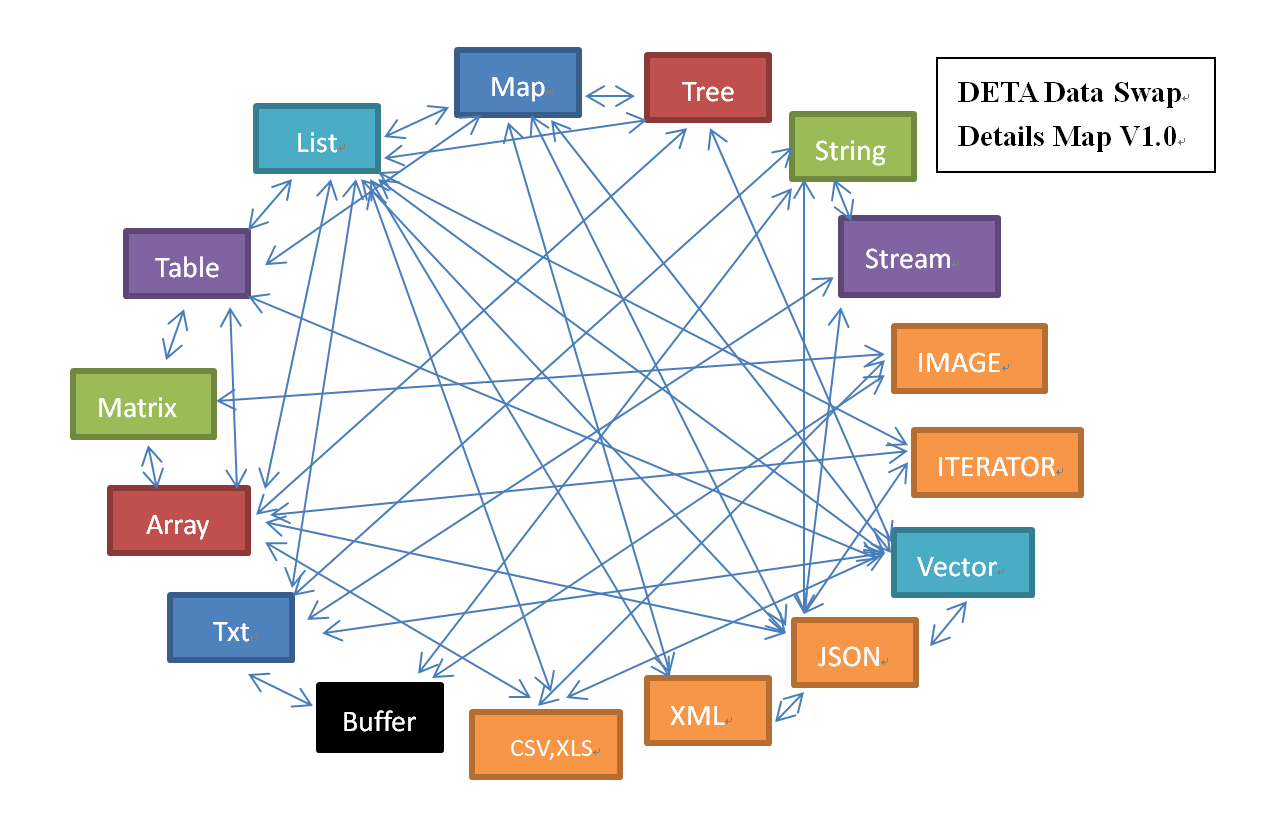 Map
Tree
DETA Data Swap
Details Map V1.0
List
String
Table
Stream
IMAGE
Matrix
ITERATOR
Array
Vector
Txt
JSON
Buffer
XML
CSV,XLS